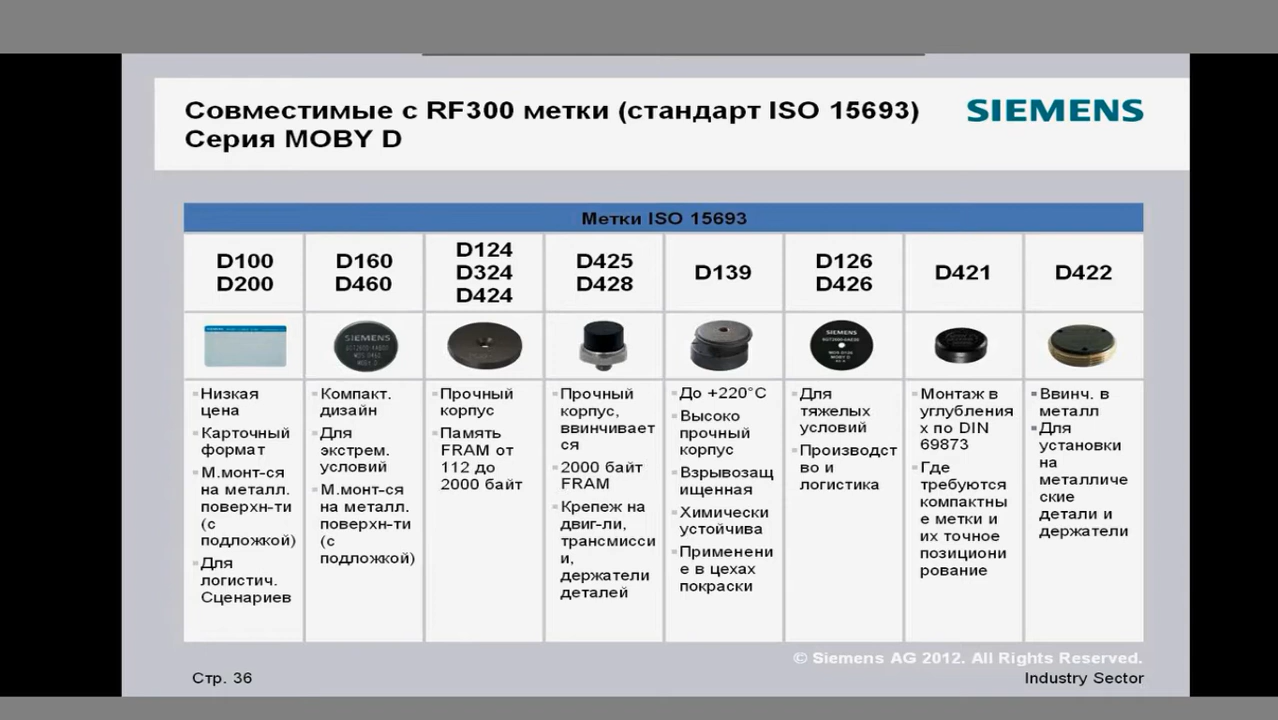 Совместимые с RF300 метки (стандарт ISO 15693)
Серия MOBY D
SIEMENS
Метки ISO 15693
D100
D200
D160
D460
D124
D324
D424
D425
D428
D139
D126
D426
D421
D422
SIEMENS
SIEMENS
SIEMENS
Низкая
цена
Карточный
формат
М.монт-ся
на металл.
поверхн-ти
(с
подложкой)
Для
логистич.
Сценариев
Компакт.
дизайн
Для
экстрем.
условий
М.монт-ся
на металл.
поверхн-ти
(с
подложкой)
Прочный
корпус
Память
FRAM от
112 до
2000 байт
Прочный
корпус,
ввинчивает
ся
2000 байт
FRAM
Крепеж на
двиг-ли,
трансмисси
и,
держатели
деталей
До +220°C
Высоко
прочный
корпус
Взрывозащ
ищенная
Химически
устойчива
Применени
е в цехах
покраски
Для
тяжелых
условий
Производст
во и
логистика
Монтаж в
углубления
х по DIN
69873
Где
требуются
компактны
е метки и
их точное
позициони
рование
Ввинч. в
металл
Для
установки
на
металличе
ские
детали и
держатели
© Siemens AG 2012. All Rights Reserved.
Стр. 36
Industry Sector